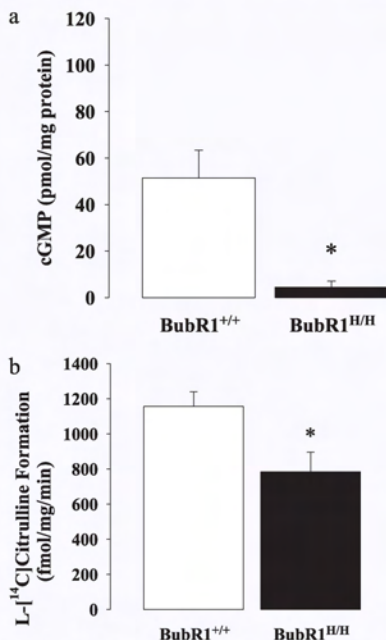 a
cGMP (pmol/mg protein)
120
100
80
60
40
20
0
*
BubR1+/+ BubR1H/H
b
L-[14C]Citrulline Formation
(fmol/mg/min)
1400
1200
1000
800
600
400
200
0
*
BubR1+/+ BubR1H/H